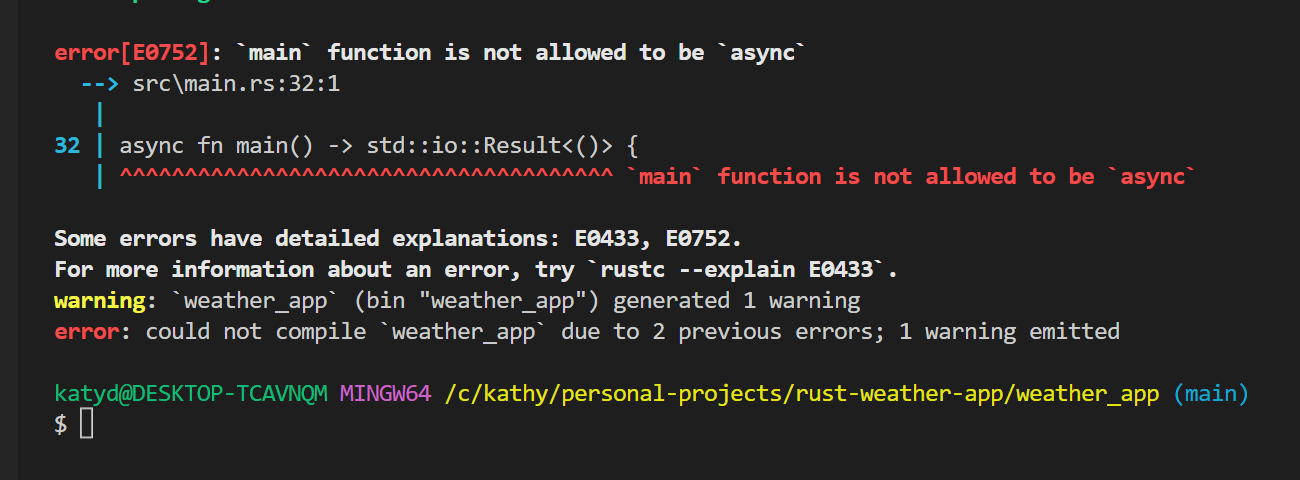 error[E0752]: `main` function is not allowed to be `async`
  --> src\main.rs:32:1
   |
32 | async fn main() -> std::io::Result<()> {
   | ^^^^^^^^^^^^^^^^^^^^^^^^^^^^^^^^^^^^^^ `main` function is not allowed to be `async`
Some errors have detailed explanations: E0433, E0752.
For more information about an error, try `rustc --explain E0433`.
warning: `weather_app` (bin "weather_app") generated 1 warning
error: could not compile `weather_app` due to 2 previous errors; 1 warning emitted
katyd@DESKTOP-TCAVNQM MINGW64 /c/kathy/personal-projects/rust-weather-app/weather_app (main)
$